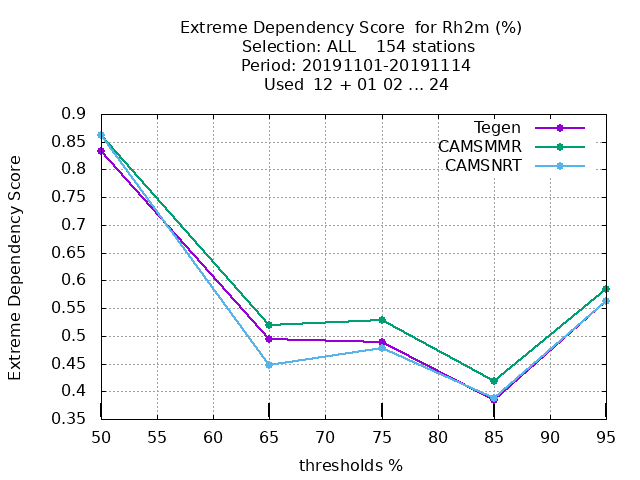 Extreme Dependency Score  for Rh2m (%)
Selection: ALL    154 stations
Period: 20191101-20191114
Used  12 + 01 02 ... 24
Tegen
CAMSMMR
CAMSNRT
Extreme Dependency Score
0.9
0.85
0.8
0.75
0.7
0.65
0.6
0.55
0.5
0.45
0.4
0.35
50 55 60 65 70 75 80 85 90 95
thresholds %